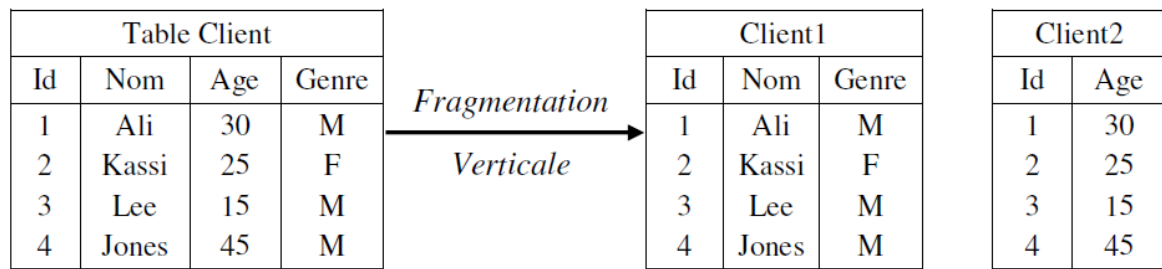 Table Client
Id Nom Age Genre
1 Ali 30 M
2 Kassi 25 F
3 Lee 15 M
4 Jones 45 M
Fragmentation
Verticale
Client1
Id Nom Genre
1 Ali M
2 Kassi F
3 Lee M
4 Jones M
Client2
Id Age
1 30
2 25
3 15
4 45